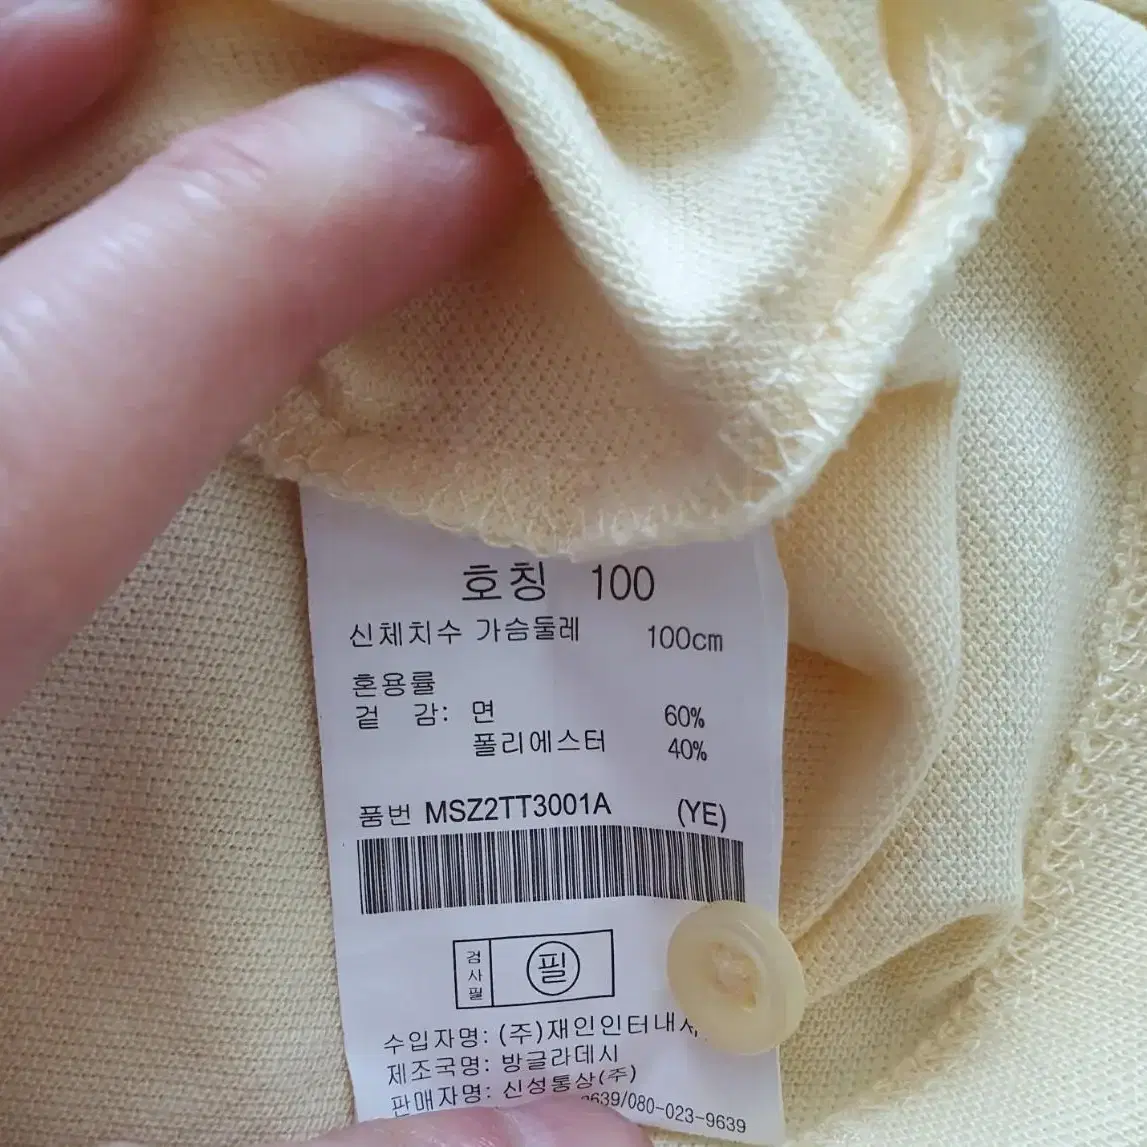 호칭 100
신체치수 가슴둘레 100cm
혼용률
겉 감: 면 60%
폴리에스터 40%
품번 MSZ2TT3001A (YE)
검사필 필
수입자명: (주)재인인터내
제조국명: 방글라데시
판매자명: 신성통상(주)
9639/080-023-9639